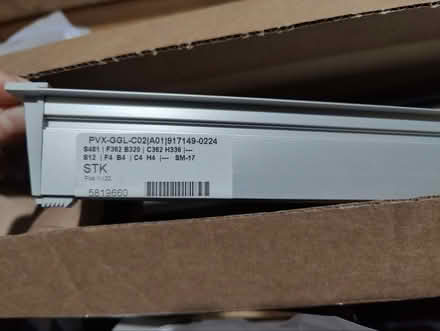 PVX-GGL-C02|A01|917149-0224
S481 | F362 B320 | C362 H336 |---
B12 | F4 B4 | C4 H4 |--- SM-17
STK
5819660